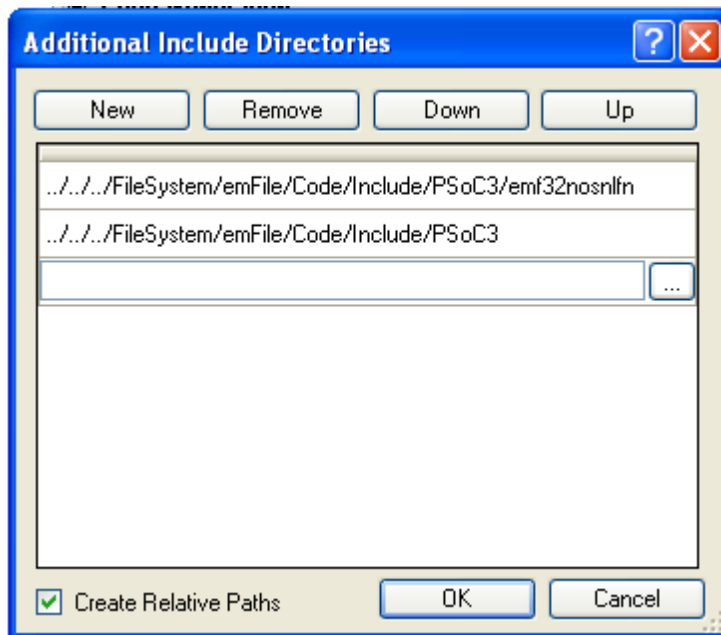 Additional Include Directories
New Remove Down Up
../../../FileSystem/emFile/Code/Include/PSoC3/emf32nosnlfn
../../../FileSystem/emFile/Code/Include/PSoC3
...
Create Relative Paths OK Cancel